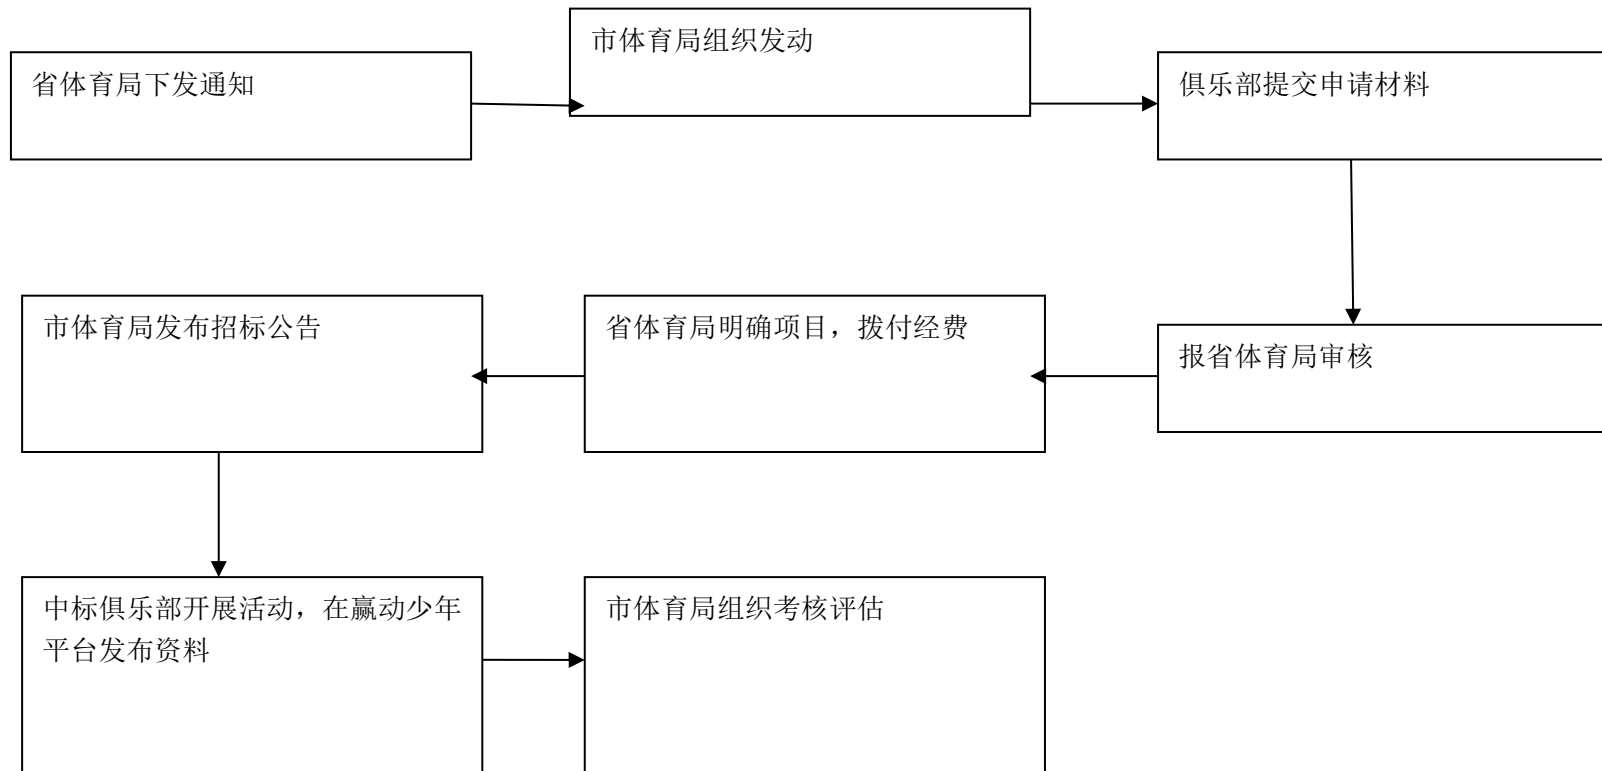 省体育局下发通知
市体育局组织发动
俱乐部提交申请材料
报省体育局审核
省体育局明确项目，拨付经费
市体育局发布招标公告
中标俱乐部开展活动，在赢动少年
平台发布资料
市体育局组织考核评估